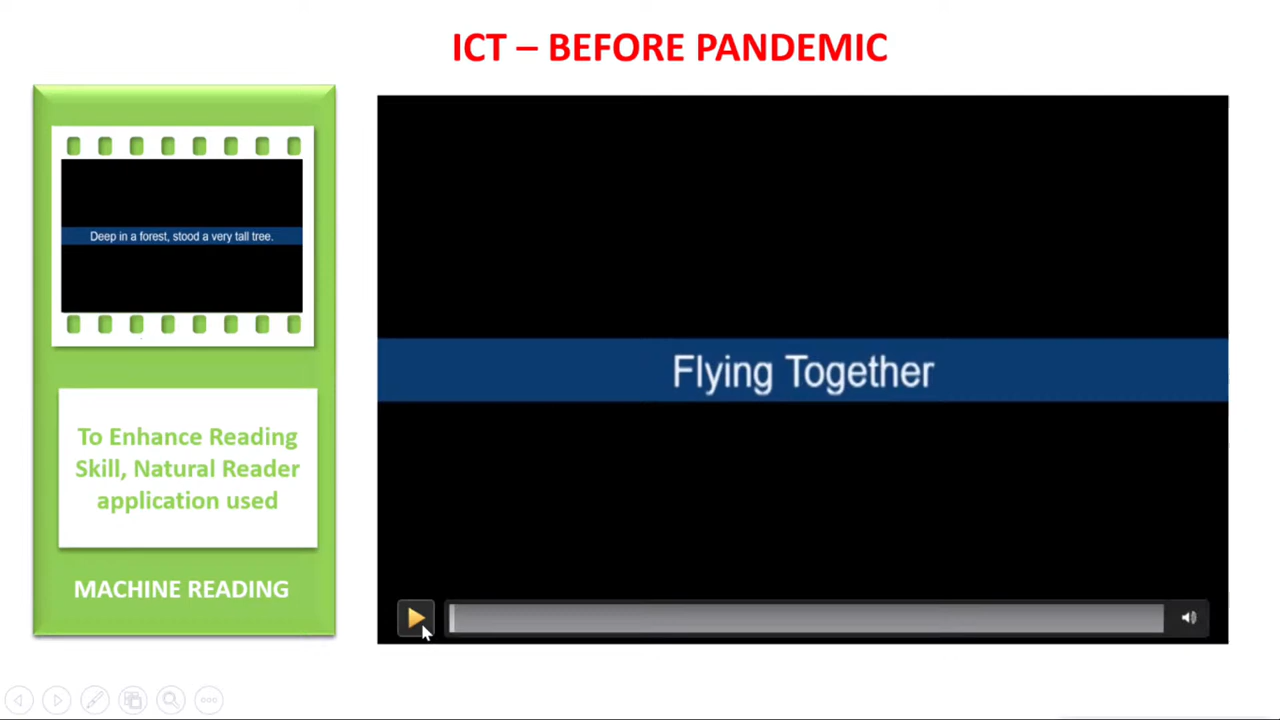 ICT – BEFORE PANDEMIC
Deep in a forest, stood a very tall tree.
Flying Together
To Enhance Reading
Skill, Natural Reader
application used
MACHINE READING